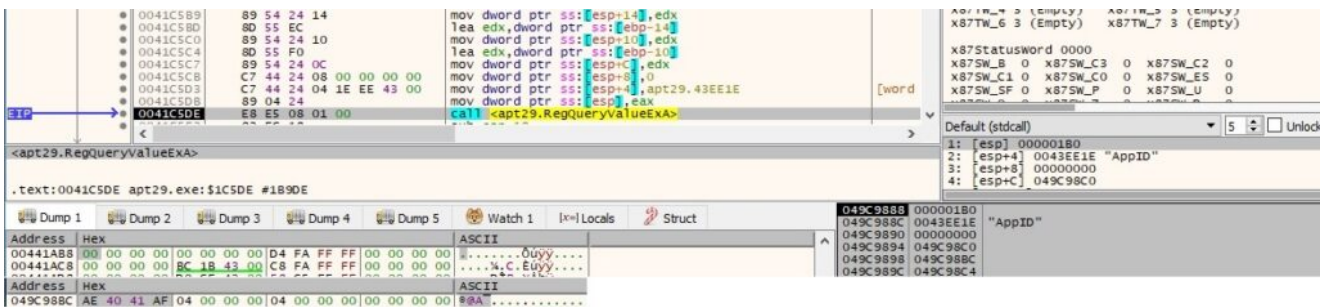 0041C5B9 89 54 24 14 mov dword ptr ss:[esp+14],edx
0041C5BD 8D 55 EC lea edx,dword ptr ss:[ebp-14]
0041C5C0 89 54 24 10 mov dword ptr ss:[esp+10],edx
0041C5C4 8D 55 F0 lea edx,dword ptr ss:[ebp-10]
0041C5C7 89 54 24 0C mov dword ptr ss:[esp+C],edx
0041C5CB C7 44 24 08 00 00 00 00 mov dword ptr ss:[esp+8],0
0041C5D3 C7 44 24 04 1E EE 43 00 mov dword ptr ss:[esp+4],apt29.43EE1E [word
0041C5DB 89 04 24 mov dword ptr ss:[esp],eax
EIP 0041C5DE E8 E5 08 01 00 call <apt29.RegQueryValueExA>
<apt29.RegQueryValueExA>
.text:0041C5DE apt29.exe:$1C5DE #1B9DE
x87TW_4 3 (Empty) x87TW_5 3 (Empty)
x87TW_6 3 (Empty) x87TW_7 3 (Empty)
x87StatusWord 0000
x87SW_B 0 x87SW_C3 0 x87SW_C2 0
x87SW_C1 0 x87SW_C0 0 x87SW_ES 0
x87SW_SF 0 x87SW_P 0 x87SW_U 0
Default (stdcall) 5 Unlock
1: [esp] 000001B0
2: [esp+4] 0043EE1E "AppID"
3: [esp+8] 00000000
4: [esp+C] 049C98C0
Dump 1 Dump 2 Dump 3 Dump 4 Dump 5 Watch 1 [x=] Locals Struct
Address Hex ASCII
00441AB8 00 00 00 00 00 00 00 00 D4 FA FF FF 00 00 00 00 ........Ôúÿÿ....
00441AC8 00 00 00 00 BC 1B 43 00 C8 FA FF FF 00 00 00 00 ....¼.C.Èúÿÿ....
049C9888 000001B0
049C988C 0043EE1E "AppID"
049C9890 00000000
049C9894 049C98C0
049C9898 049C98BC
049C989C 049C98C4
Address Hex ASCII
049C98BC AE 40 41 AF 04 00 00 00 04 00 00 00 00 00 00 00 ®@A¯............